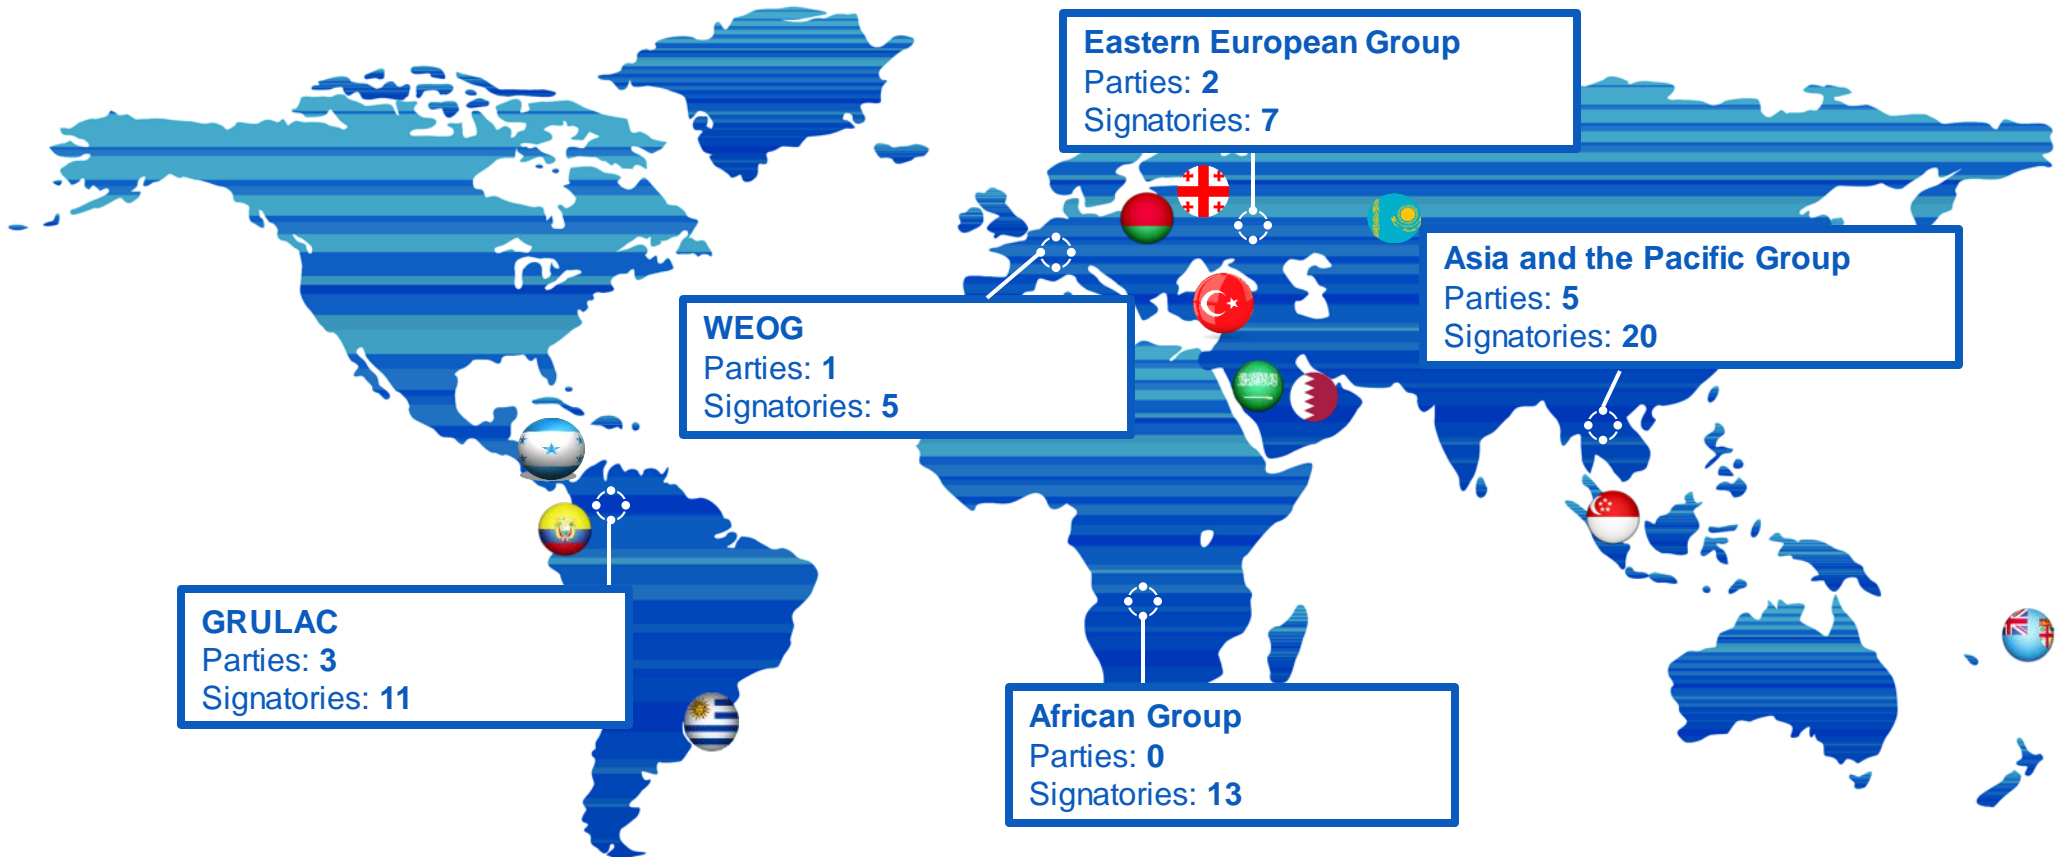 Eastern European Group
Parties: 2
Signatories: 7
Asia and the Pacific Group
Parties: 5
Signatories: 20
WEOG
Parties: 1
Signatories: 5
GRULAC
Parties: 3
Signatories: 11
African Group
Parties: 0
Signatories: 13